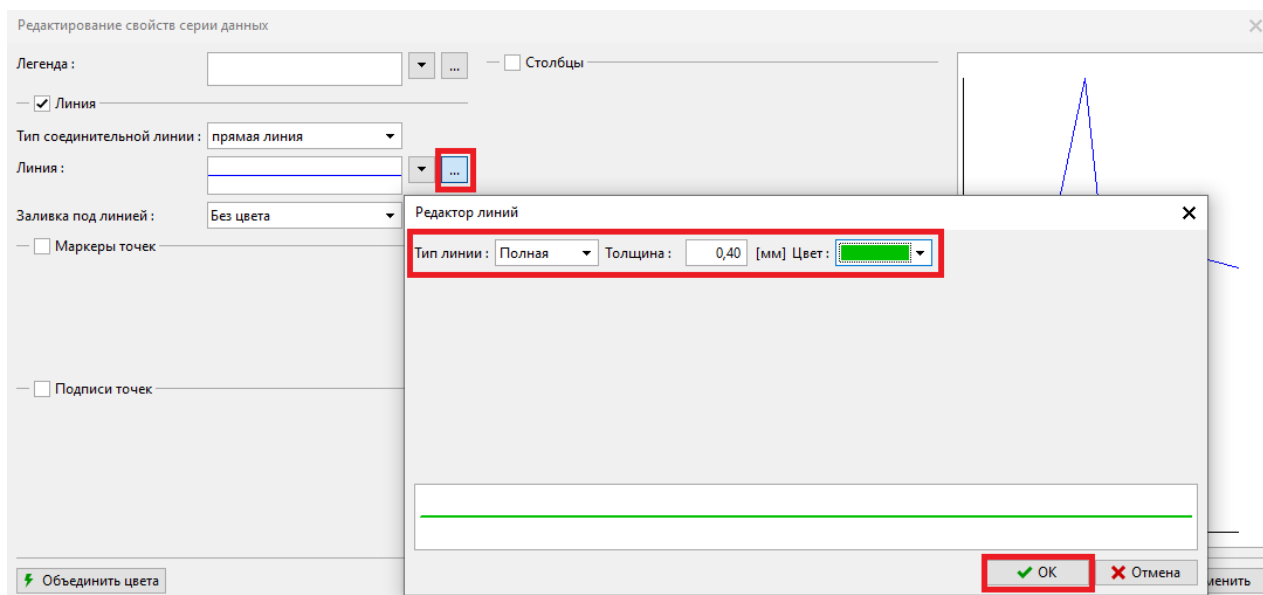 Редактирование свойств серии данных
Легенда :
...
Столбцы
Линия
Тип соединительной линии : прямая линия
Линия :
...
Заливка под линией : Без цвета
Маркеры точек
Подписи точек
Объединить цвета
Редактор линий
Тип линии : Полная Толщина : 0,40 [мм] Цвет :
OK
Отмена
менить